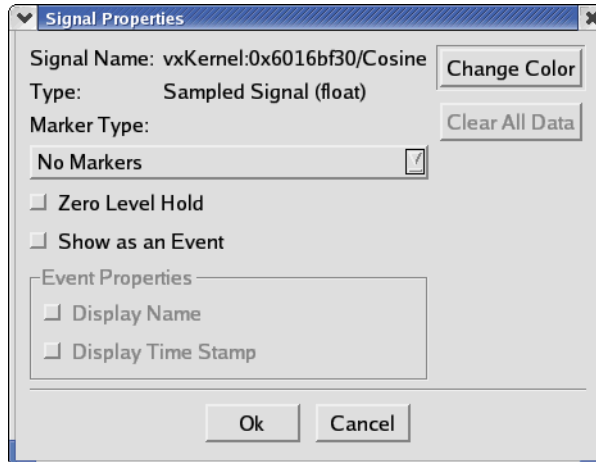 Signal Properties
Signal Name: vxKernel:0x6016bf30/Cosine
Change Color
Type: Sampled Signal (float)
Clear All Data
Marker Type:
No Markers
Zero Level Hold
Show as an Event
Event Properties
Display Name
Display Time Stamp
Ok Cancel